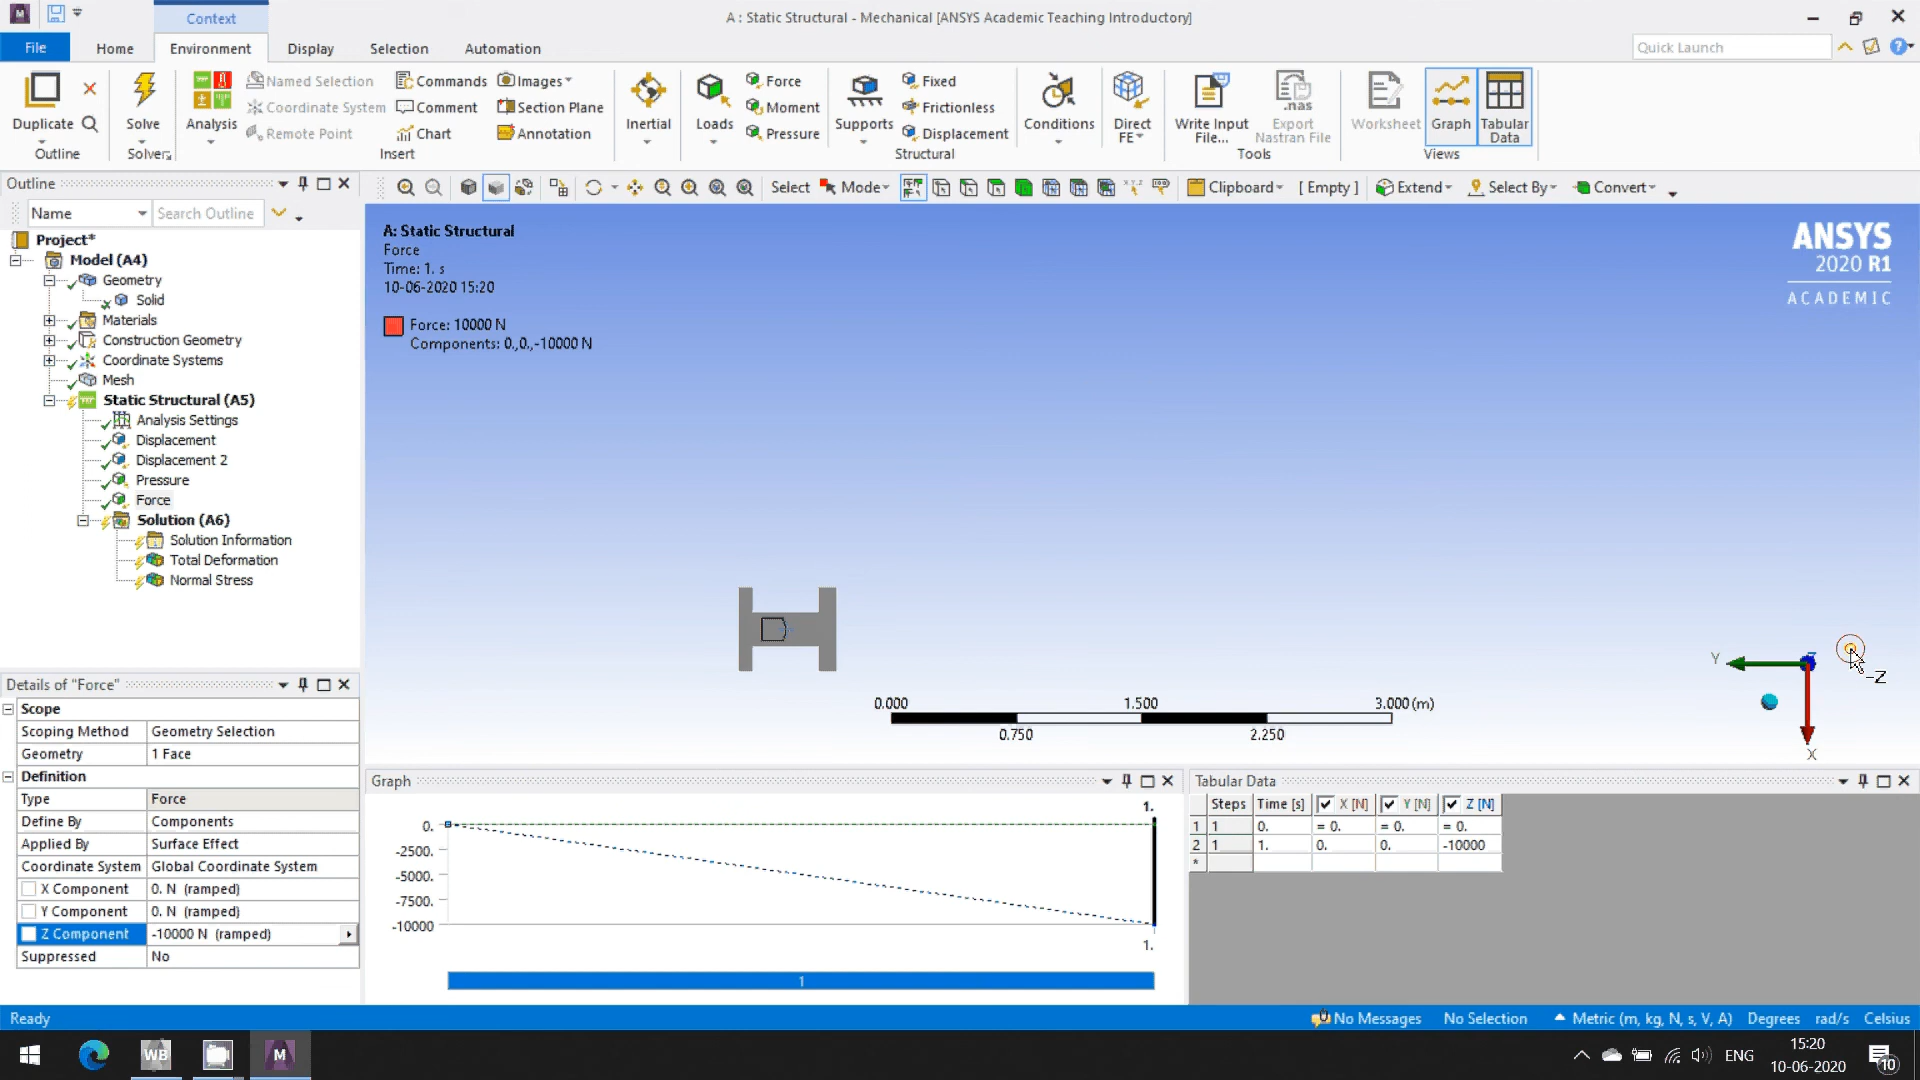 Context
A : Static Structural - Mechanical [ANSYS Academic Teaching Introductory]
File Home Environment Display Selection Automation
Quick Launch
Duplicate
Outline
Solve
Solver
Analysis
Named Selection
Coordinate System
Remote Point
Commands
Comment
Chart
Images
Section Plane
Annotation
Insert
Inertial
Loads
Force
Moment
Pressure
Supports
Fixed
Frictionless
Displacement
Structural
Conditions
Direct
FE
Write Input
File...
.nas
Export
Nastran File
Tools
Worksheet
Graph
Tabular
Data
Views
Outline
Name
Search Outline
Select Mode Clipboard [ Empty ] Extend Select By Convert
Project*
Model (A4)
Geometry
Solid
Materials
Construction Geometry
Coordinate Systems
Mesh
Static Structural (A5)
Analysis Settings
Displacement
Displacement 2
Pressure
Force
Solution (A6)
Solution Information
Total Deformation
Normal Stress
A: Static Structural
Force
Time: 1. s
10-06-2020 15:20
Force: 10000 N
Components: 0.,0.,-10000 N
ANSYS
2020 R1
ACADEMIC
Y
Z
-Z
X
0.000 1.500 3.000 (m)
0.750 2.250
Details of "Force"
Scope
Scoping Method Geometry Selection
Geometry 1 Face
Definition
Type Force
Define By Components
Applied By Surface Effect
Coordinate System Global Coordinate System
X Component 0. N (ramped)
Y Component 0. N (ramped)
Z Component -10000 N (ramped)
Suppressed No
Graph
1.
0.
-2500.
-5000.
-7500.
-10000
1.
1
Tabular Data
Steps Time [s] X [N] Y [N] Z [N]
1 1 0. = 0. = 0. = 0.
2 1 1. 0. 0. -10000
*
Ready
No Messages No Selection Metric (m, kg, N, s, V, A) Degrees rad/s Celsius
WB
M
ENG
15:20
10-06-2020
10